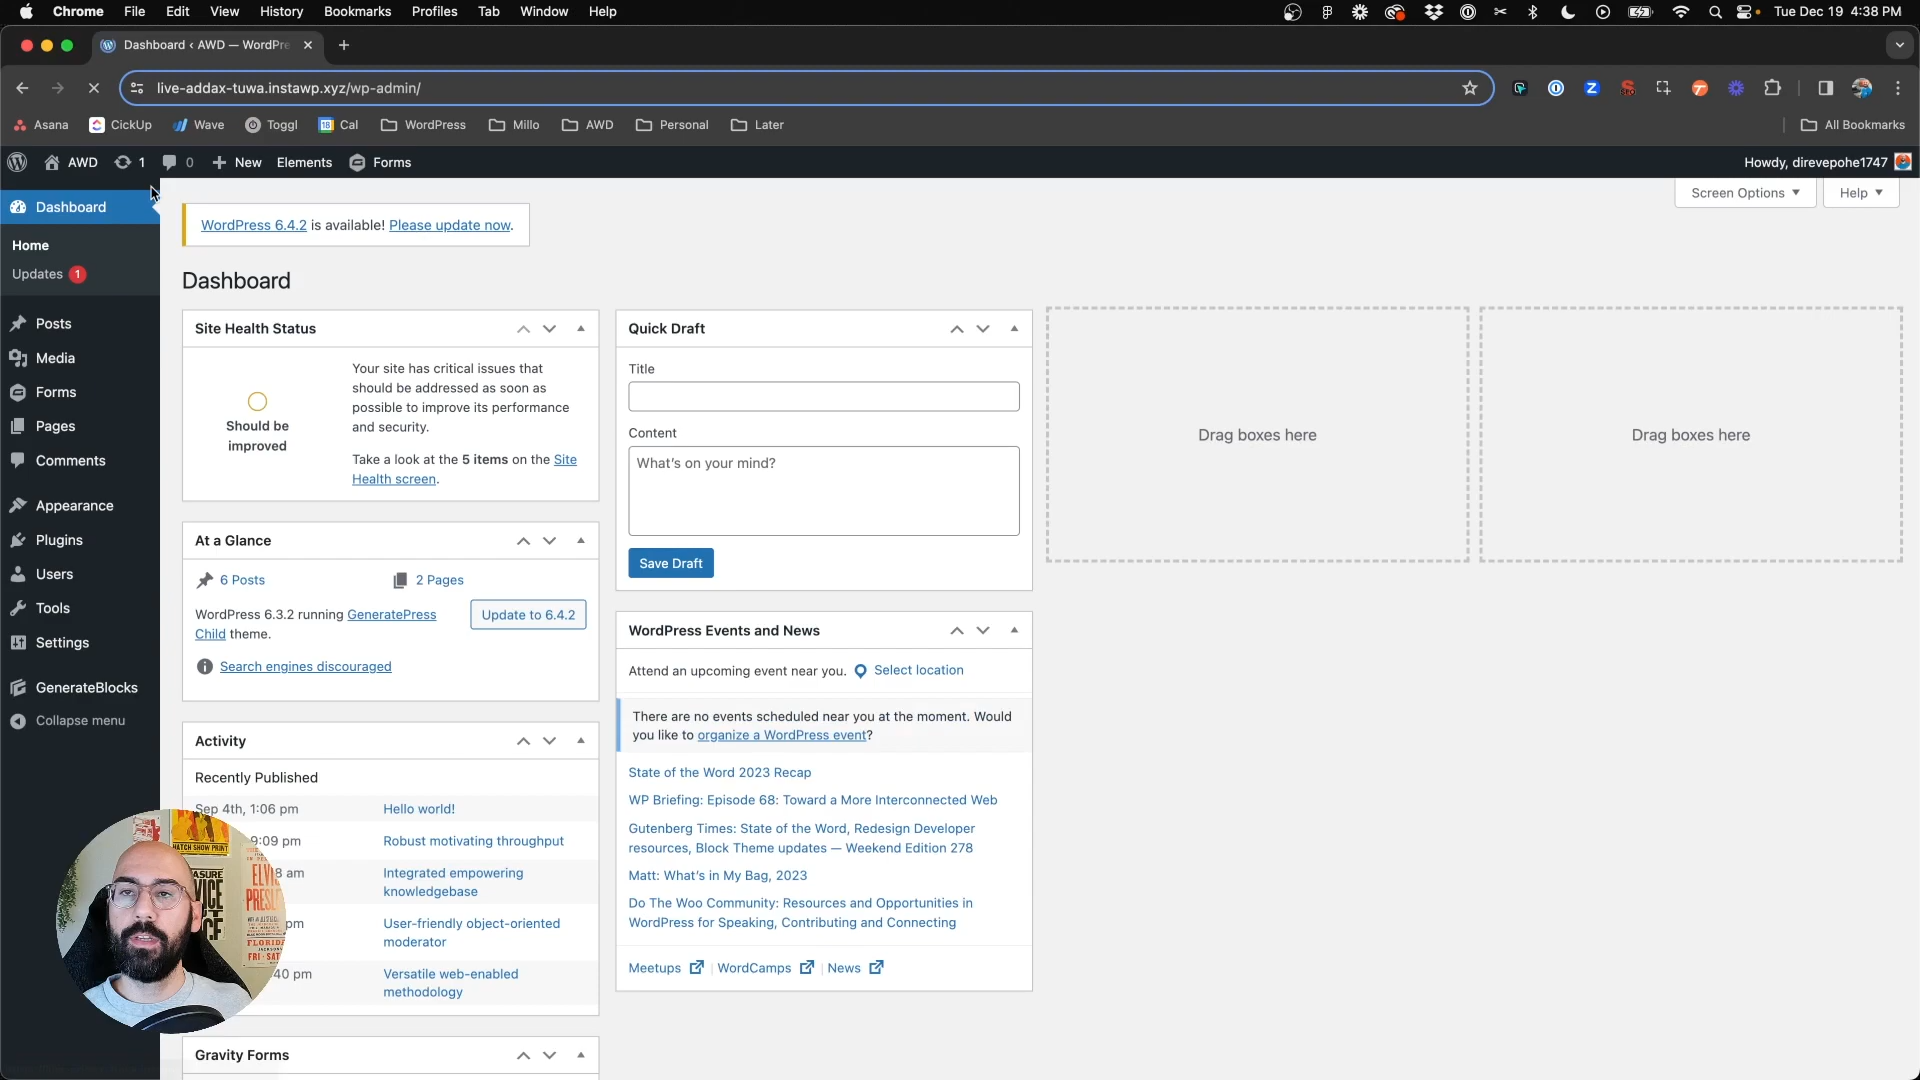 Chrome File Edit View History Bookmarks Profiles Tab Window Help Tue Dec 19 4:38 PM
Dashboard ‹ AWD — WordPre
live-addax-tuwa.instawp.xyz/wp-admin/
Asana CickUp Wave Toggl 18 Cal WordPress Millo AWD Personal Later All Bookmarks
AWD 1 0 New Elements Forms Howdy, direvepohe1747
Screen Options Help
Dashboard
Home
Updates 1
Posts
Media
Forms
Pages
Comments
Appearance
Plugins
Users
Tools
Settings
GenerateBlocks
Collapse menu
WordPress 6.4.2 is available! Please update now.
Dashboard
Site Health Status
Should be
improved
Your site has critical issues that
should be addressed as soon as
possible to improve its performance
and security.
Take a look at the 5 items on the Site
Health screen.
At a Glance
6 Posts 2 Pages
WordPress 6.3.2 running GeneratePress
Child theme.
Update to 6.4.2
Search engines discouraged
Activity
Recently Published
Sep 4th, 1:06 pm Hello world!
9:09 pm Robust motivating throughput
8 am Integrated empowering
knowledgebase
pm User-friendly object-oriented
moderator
40 pm Versatile web-enabled
methodology
Gravity Forms
Quick Draft
Title
Content
What's on your mind?
Save Draft
WordPress Events and News
Attend an upcoming event near you. Select location
There are no events scheduled near you at the moment. Would
you like to organize a WordPress event?
State of the Word 2023 Recap
WP Briefing: Episode 68: Toward a More Interconnected Web
Gutenberg Times: State of the Word, Redesign Developer
resources, Block Theme updates — Weekend Edition 278
Matt: What's in My Bag, 2023
Do The Woo Community: Resources and Opportunities in
WordPress for Speaking, Contributing and Connecting
Meetups | WordCamps | News
Drag boxes here
Drag boxes here
HATCH SHOW PRINT
FLORID
FRI · SAT